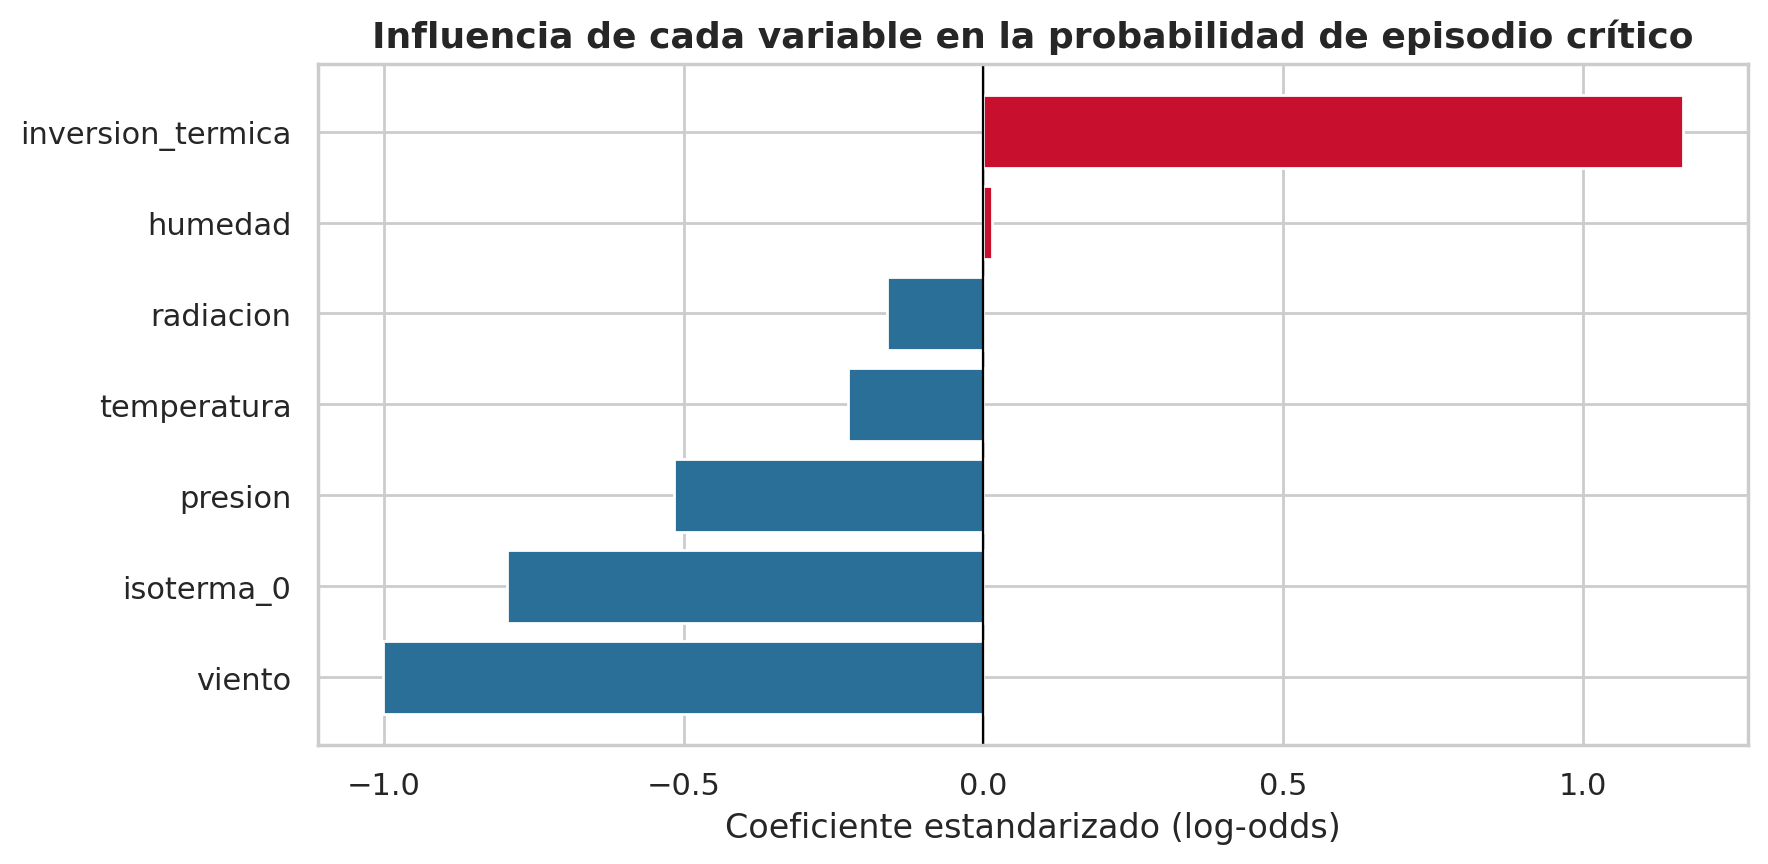 Influencia de cada variable en la probabilidad de episodio crítico
inversion_termica
humedad
radiacion
temperatura
presion
isoterma_0
viento
−1.0
−0.5
0.0
0.5
1.0
Coeficiente estandarizado (log-odds)